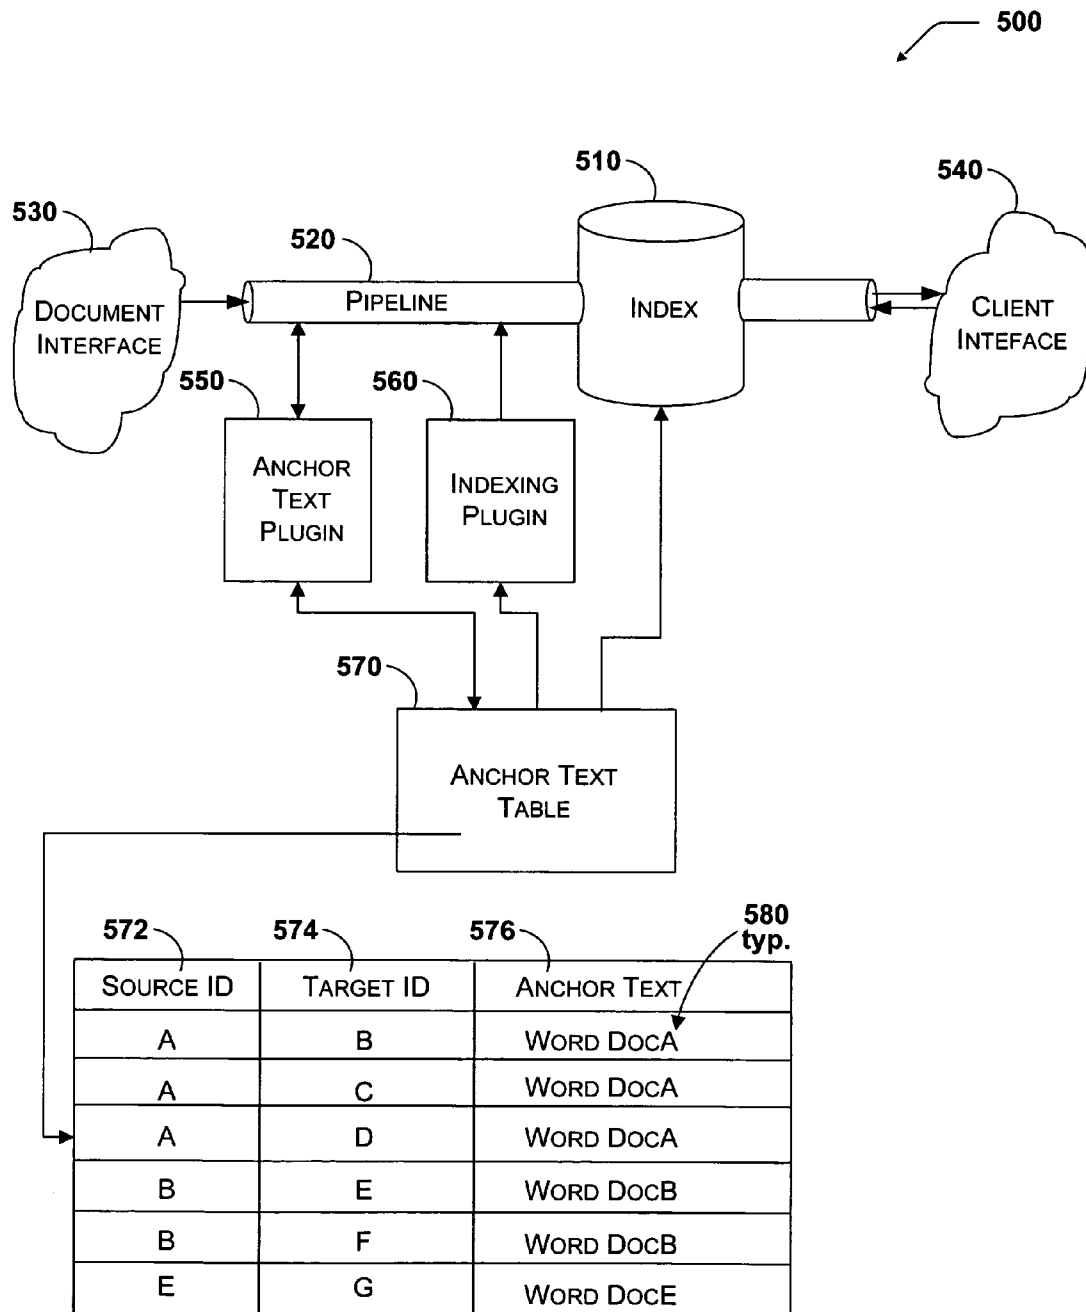 500
510
540
530
520
DOCUMENT
INTERFACE
PIPELINE
INDEX
CLIENT
INTEFACE
550
560
ANCHOR
TEXT
PLUGIN
INDEXING
PLUGIN
570
ANCHOR TEXT
TABLE
572
574
576
580
typ.
SOURCE ID TARGET ID ANCHOR TEXT
A B WORD DOCA
A C WORD DOCA
A D WORD DOCA
B E WORD DOCB
B F WORD DOCB
E G WORD DOCE